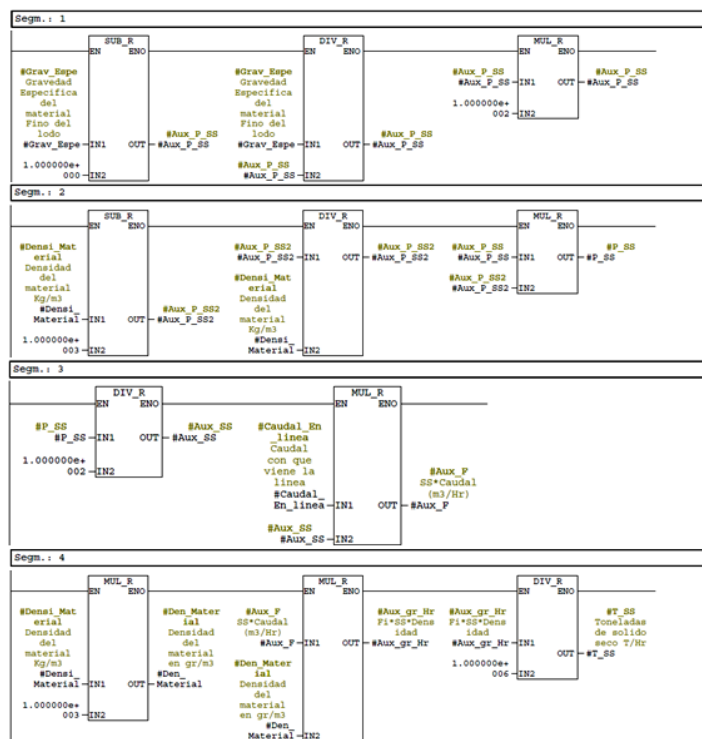 Segm.: 1
SUB_R
EN ENO
#Grav_Espe
Gravedad
Especifica
del
material
Fino del
lodo
#Grav_Espe IN1
1.000000e+
000 IN2
#Aux_P_SS
OUT #Aux_P_SS
DIV_R
EN ENO
#Grav_Espe
Gravedad
Especifica
del
material
Fino del
lodo
#Grav_Espe IN1
#Aux_P_SS
#Aux_P_SS IN2
#Aux_P_SS
OUT #Aux_P_SS
MUL_R
EN ENO
#Aux_P_SS
#Aux_P_SS IN1
1.000000e+
002 IN2
#Aux_P_SS
OUT #Aux_P_SS
Segm.: 2
SUB_R
EN ENO
#Densi_Mat
erial
Densidad
del
material
Kg/m3
#Densi_
Material IN1
1.000000e+
003 IN2
#Aux_P_SS2
OUT #Aux_P_SS2
DIV_R
EN ENO
#Aux_P_SS2
#Aux_P_SS2 IN1
#Densi_Mat
erial
Densidad
del
material
Kg/m3
#Densi_
Material IN2
#Aux_P_SS2
OUT #Aux_P_SS2
MUL_R
EN ENO
#Aux_P_SS
#Aux_P_SS IN1
#Aux_P_SS2
#Aux_P_SS2 IN2
#P_SS
OUT #P_SS
Segm.: 3
DIV_R
EN ENO
#P_SS
#P_SS IN1
1.000000e+
002 IN2
#Aux_SS
OUT #Aux_SS
MUL_R
EN ENO
#Caudal_En
_linea
Caudal
con que
viene la
linea
#Caudal_
En_linea IN1
#Aux_SS
#Aux_SS IN2
#Aux_F
SS*Caudal
(m3/Hr)
OUT #Aux_F
Segm.: 4
MUL_R
EN ENO
#Densi_Mat
erial
Densidad
del
material
Kg/m3
#Densi_
Material IN1
1.000000e+
003 IN2
#Den_Mater
ial
Densidad
del
material
en gr/m3
#Den_
OUT Material
MUL_R
EN ENO
#Aux_F
SS*Caudal
(m3/Hr)
#Aux_F IN1
#Den_Mater
ial
Densidad
del
material
en gr/m3
#Den_
Material IN2
#Aux_gr_Hr
Fi*SS*Dens
idad
OUT #Aux_gr_Hr
DIV_R
EN ENO
#Aux_gr_Hr
Fi*SS*Dens
idad
#Aux_gr_Hr IN1
1.000000e+
006 IN2
#T_SS
Toneladas
de solido
seco T/Hr
OUT #T_SS